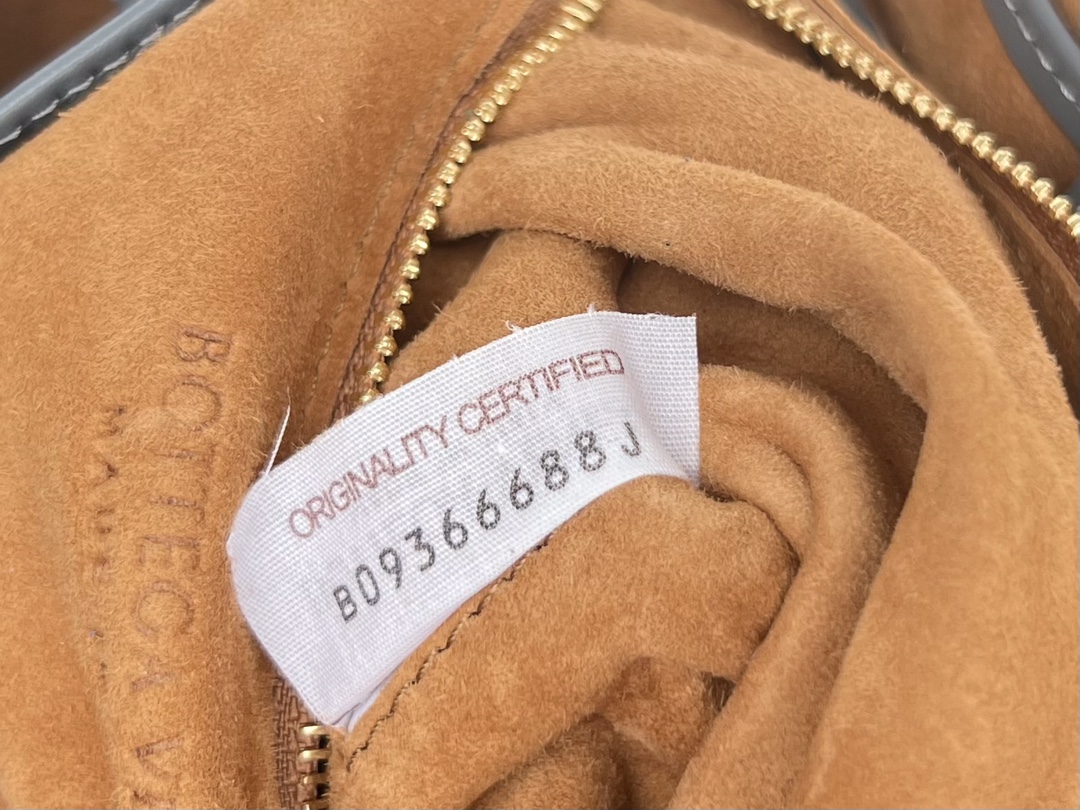 ORIGINALITY CERTIFIED
B09366688J
BOTTEGA V
MADE